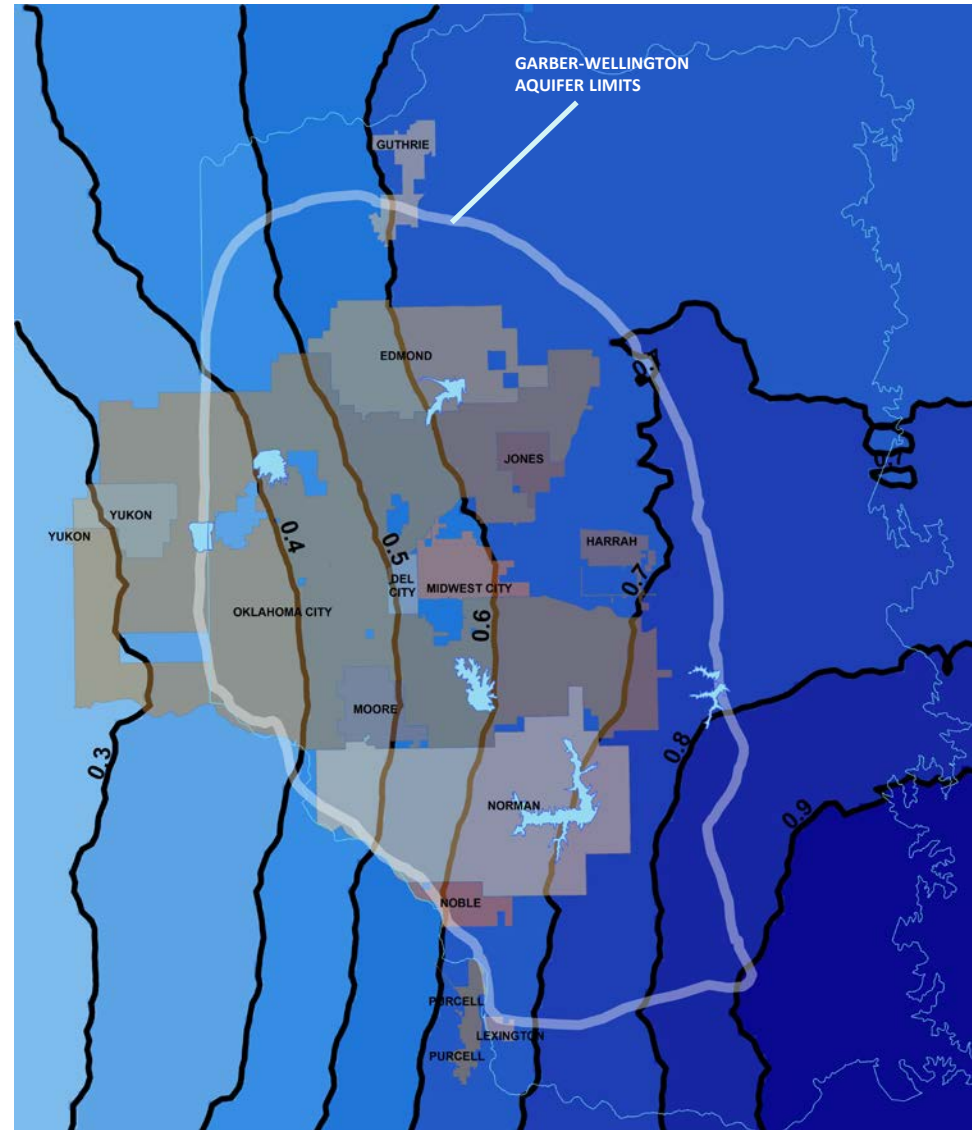 GARBER-WELLINGTON
AQUIFER LIMITS
GUTHRIE
EDMOND
0.7
JONES
0.7
YUKON
YUKON
0.4
0.5
HARRAH
DEL
CITY
MIDWEST CITY
0.7
OKLAHOMA CITY
0.6
MOORE
0.3
0.8
NORMAN
0.9
NOBLE
PURCELL
LEXINGTON
PURCELL